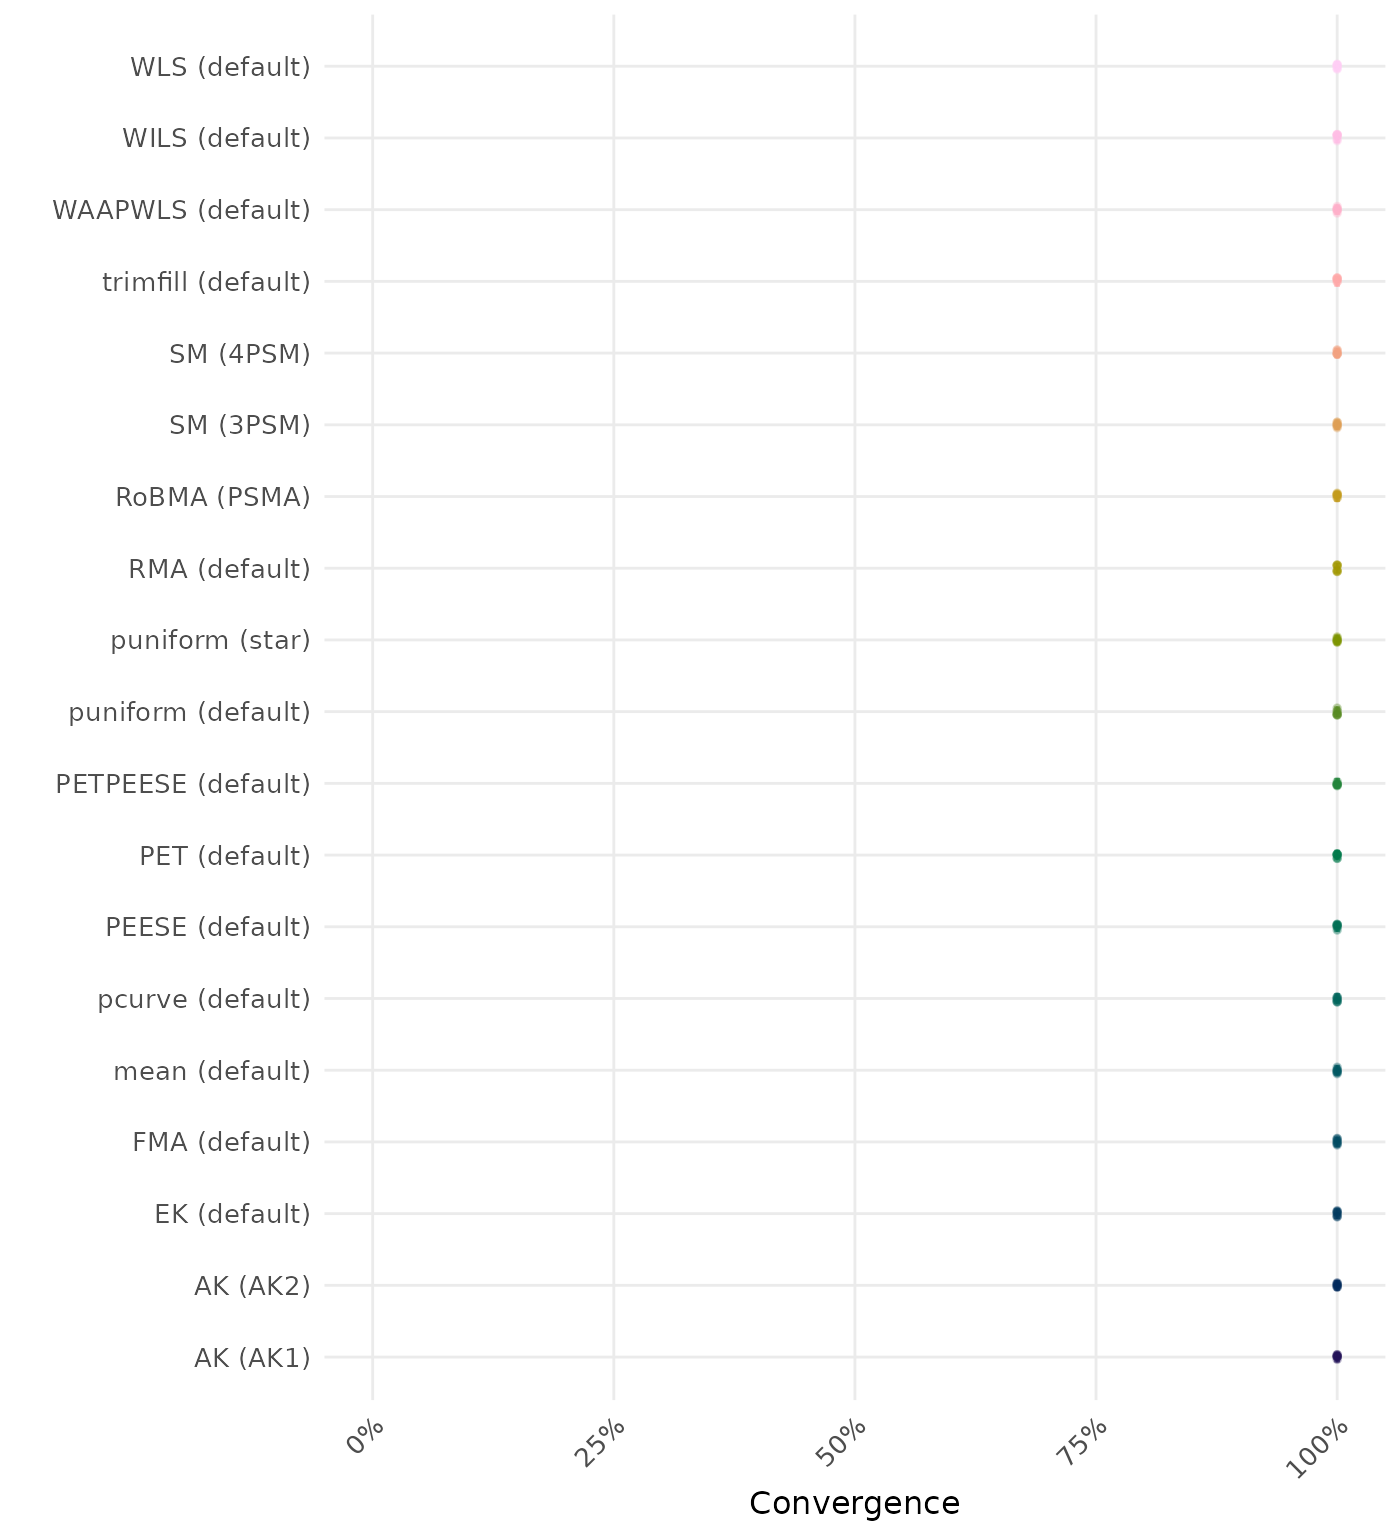 WLS (default)
WILS (default)
WAAPWLS (default)
trimfill (default)
SM (4PSM)
SM (3PSM)
RoBMA (PSMA)
RMA (default)
puniform (star)
puniform (default)
PETPEESE (default)
PET (default)
PEESE (default)
pcurve (default)
mean (default)
FMA (default)
EK (default)
AK (AK2)
AK (AK1)
0%
25%
50%
75%
100%
Convergence